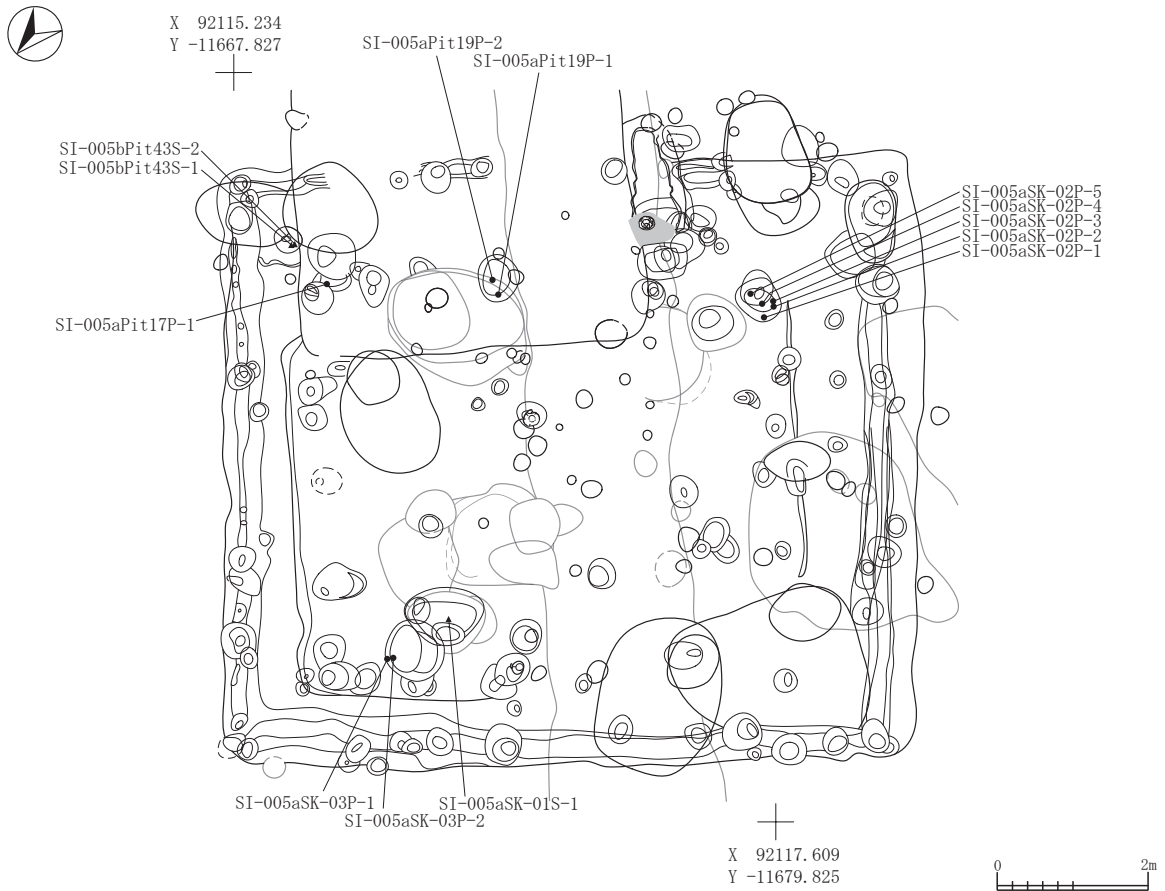 X 92115.234
Y -11667.827
SI-005aPit19P-2
SI-005aPit19P-1
SI-005bPit43S-2
SI-005bPit43S-1
SI-005aSK-02P-5
SI-005aSK-02P-4
SI-005aSK-02P-3
SI-005aSK-02P-2
SI-005aSK-02P-1
SI-005aPit17P-1
SI-005aSK-03P-1
SI-005aSK-01S-1
SI-005aSK-03P-2
X 92117.609
Y -11679.825
0 2m